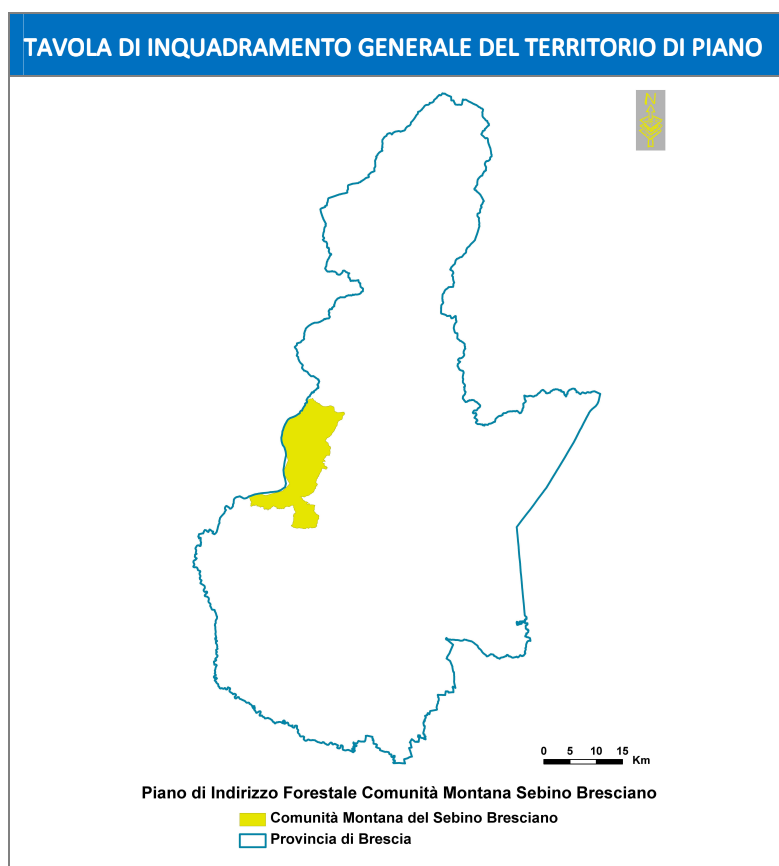 TAVOLA DI INQUADRAMENTO GENERALE DEL TERRITORIO DI PIANO
N
0 5 10 15
Km
Piano di Indirizzo Forestale Comunità Montana Sebino Bresciano
Comunità Montana del Sebino Bresciano
Provincia di Brescia